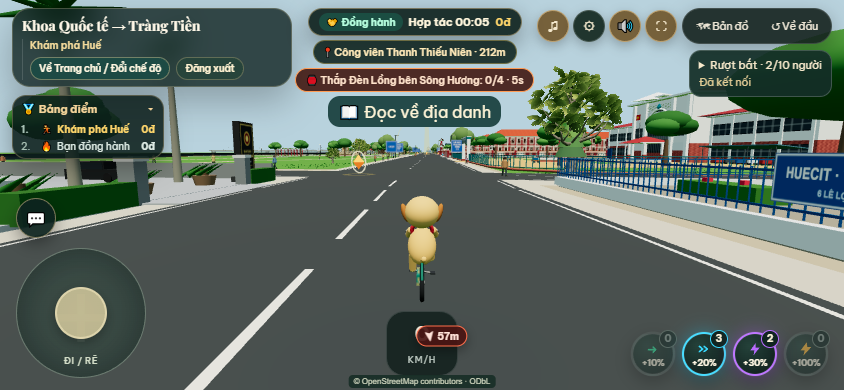 Khoa Quốc tế → Tràng Tiền
Khám phá Huế
Về Trang chủ / Đổi chế độ
Đăng xuất
Bảng điểm
1. Khám phá Huế 0đ
2. Bạn đồng hành 0đ
Đồng hành Hợp tác 00:05 0đ
Công viên Thanh Thiếu Niên · 212m
Thắp Đèn Lồng bên Sông Hương: 0/4 · 5s
Đọc về địa danh
Bản đồ
Về đầu
Rượt bắt · 2/10 người
Đã kết nối
HUECIT ·
6 LÊ LỢ
ĐI / RẼ
57m
KM/H
0
+10%
3
+20%
2
+30%
0
+100%
© OpenStreetMap contributors · ODbL